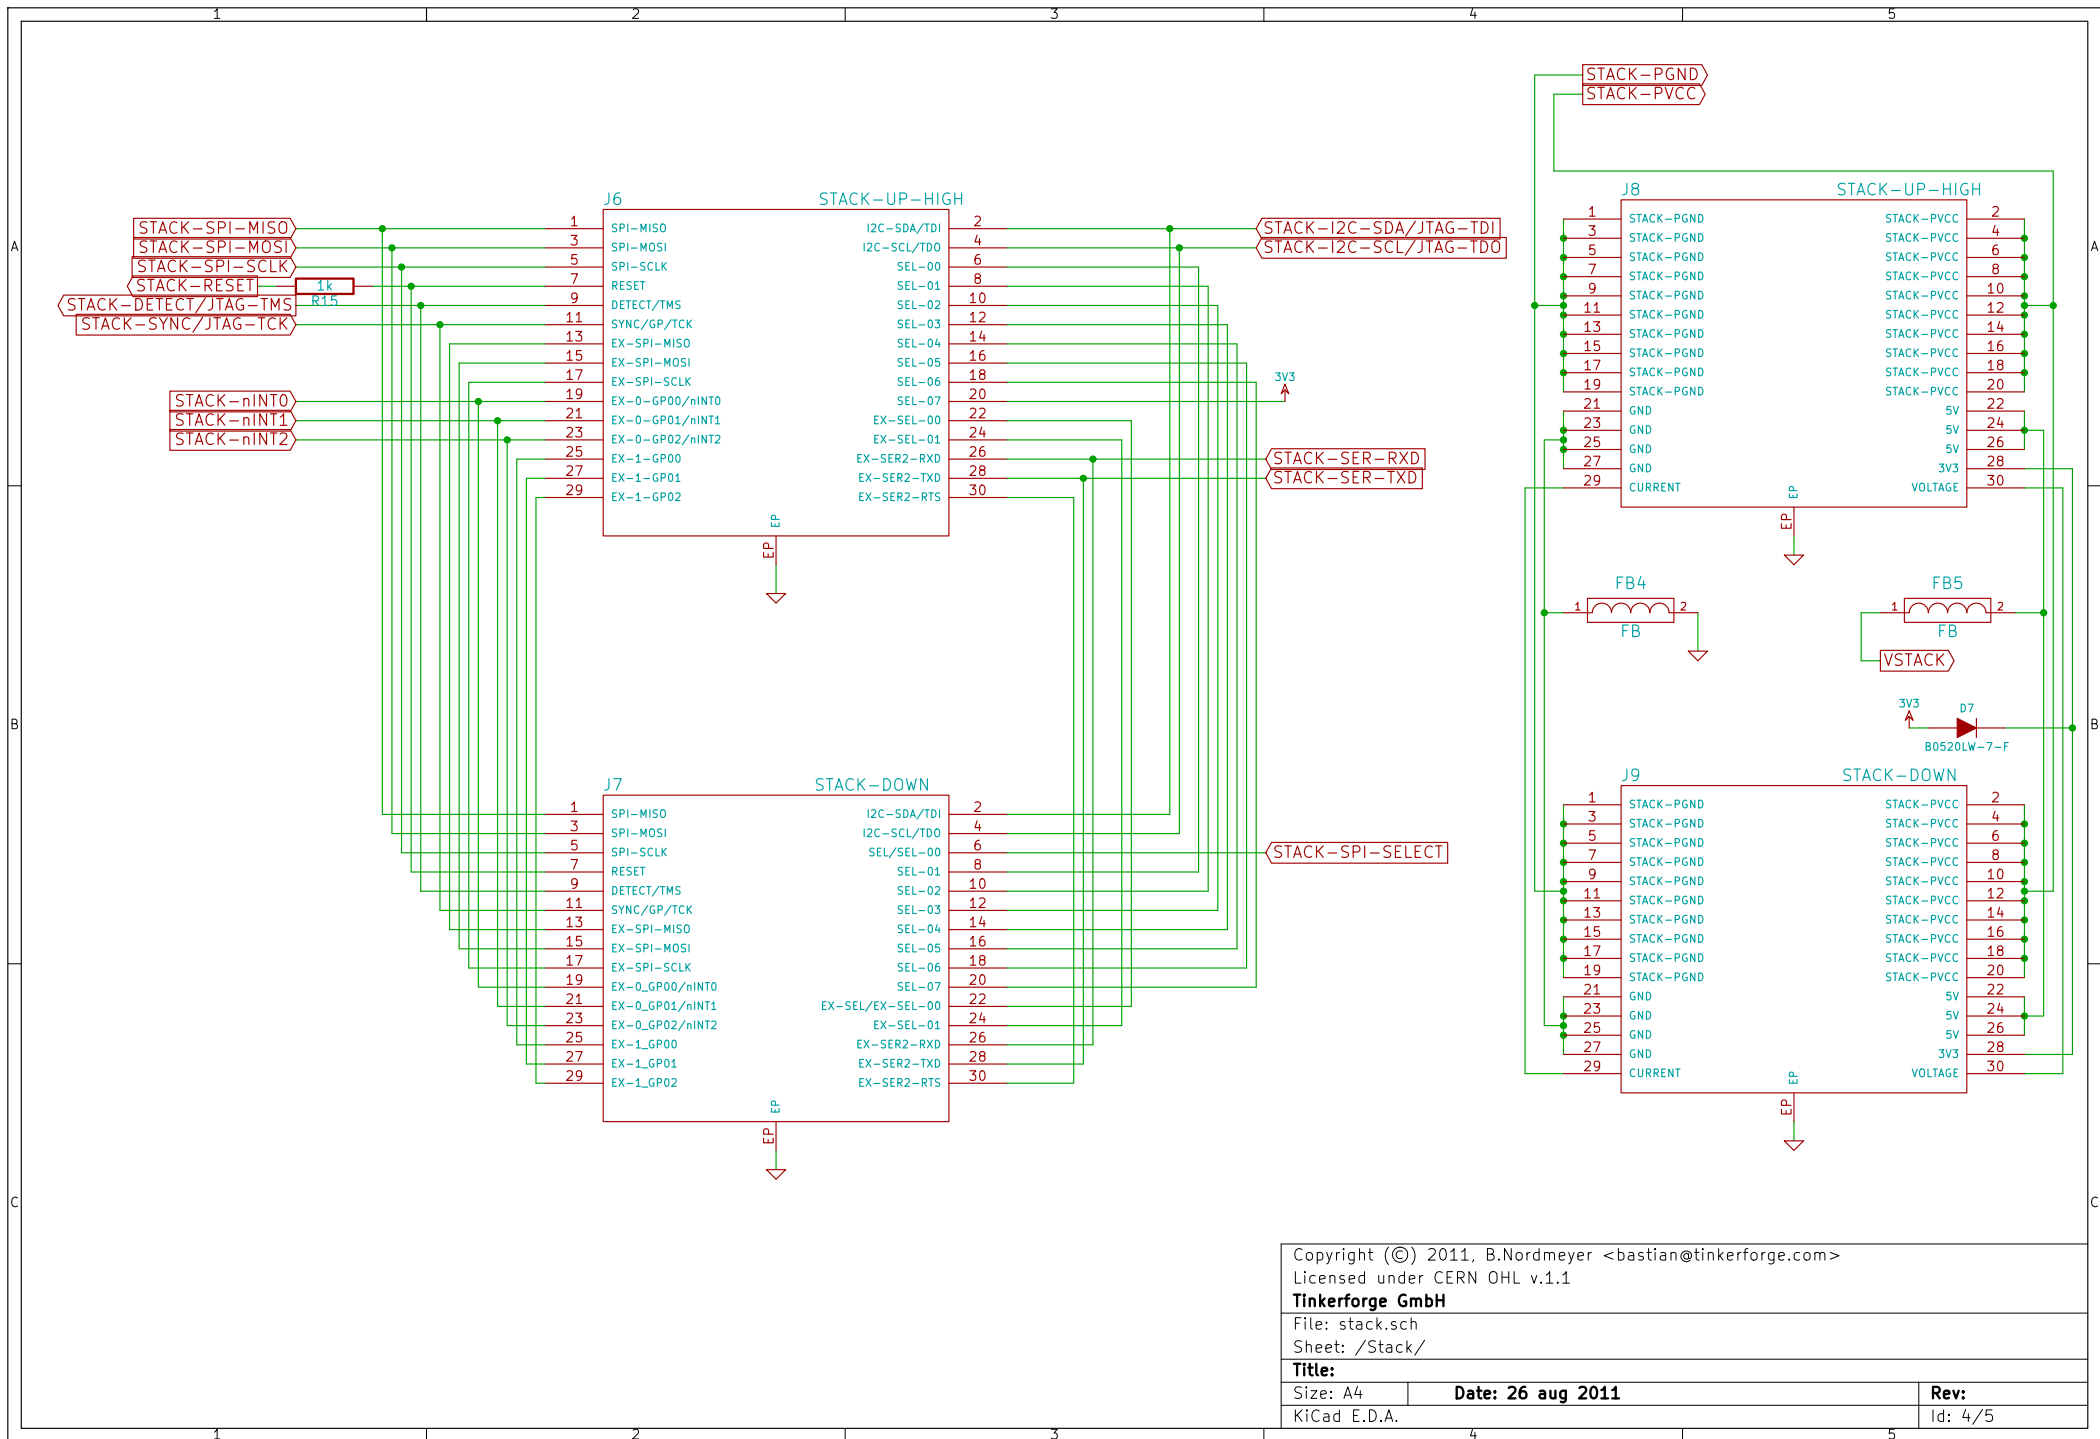 1 2 3 4 5
A A
B B
C C
1 2 3 4 5
STACK-SPI-MISO
STACK-SPI-MOSI
STACK-SPI-SCLK
STACK-RESET
1k
R15
STACK-DETECT/JTAG-TMS
STACK-SYNC/JTAG-TCK
STACK-nINT0
STACK-nINT1
STACK-nINT2
J6 STACK-UP-HIGH
1 SPI-MISO I2C-SDA/TDI 2
3 SPI-MOSI I2C-SCL/TDO 4
5 SPI-SCLK SEL-00 6
7 RESET SEL-01 8
9 DETECT/TMS SEL-02 10
11 SYNC/GP/TCK SEL-03 12
13 EX-SPI-MISO SEL-04 14
15 EX-SPI-MOSI SEL-05 16
17 EX-SPI-SCLK SEL-06 18
19 EX-0-GP00/nINT0 SEL-07 20
21 EX-0-GP01/nINT1 EX-SEL-00 22
23 EX-0-GP02/nINT2 EX-SEL-01 24
25 EX-1-GP00 EX-SER2-RXD 26
27 EX-1-GP01 EX-SER2-TXD 28
29 EX-1-GP02 EX-SER2-RTS 30
EP
EP
STACK-I2C-SDA/JTAG-TDI
STACK-I2C-SCL/JTAG-TDO
3V3
STACK-SER-RXD
STACK-SER-TXD
J7 STACK-DOWN
1 SPI-MISO I2C-SDA/TDI 2
3 SPI-MOSI I2C-SCL/TDO 4
5 SPI-SCLK SEL/SEL-00 6
7 RESET SEL-01 8
9 DETECT/TMS SEL-02 10
11 SYNC/GP/TCK SEL-03 12
13 EX-SPI-MISO SEL-04 14
15 EX-SPI-MOSI SEL-05 16
17 EX-SPI-SCLK SEL-06 18
19 EX-0_GP00/nINT0 SEL-07 20
21 EX-0_GP01/nINT1 EX-SEL/EX-SEL-00 22
23 EX-0_GP02/nINT2 EX-SEL-01 24
25 EX-1_GP00 EX-SER2-RXD 26
27 EX-1_GP01 EX-SER2-TXD 28
29 EX-1_GP02 EX-SER2-RTS 30
EP
EP
STACK-SPI-SELECT
STACK-PGND
STACK-PVCC
J8 STACK-UP-HIGH
1 STACK-PGND STACK-PVCC 2
3 STACK-PGND STACK-PVCC 4
5 STACK-PGND STACK-PVCC 6
7 STACK-PGND STACK-PVCC 8
9 STACK-PGND STACK-PVCC 10
11 STACK-PGND STACK-PVCC 12
13 STACK-PGND STACK-PVCC 14
15 STACK-PGND STACK-PVCC 16
17 STACK-PGND STACK-PVCC 18
19 STACK-PGND STACK-PVCC 20
21 GND 5V 22
23 GND 5V 24
25 GND 5V 26
27 GND 3V3 28
29 CURRENT VOLTAGE 30
EP
EP
FB4
1 2
FB
FB5
1 2
FB
VSTACK
3V3
D7
B0520LW-7-F
J9 STACK-DOWN
1 STACK-PGND STACK-PVCC 2
3 STACK-PGND STACK-PVCC 4
5 STACK-PGND STACK-PVCC 6
7 STACK-PGND STACK-PVCC 8
9 STACK-PGND STACK-PVCC 10
11 STACK-PGND STACK-PVCC 12
13 STACK-PGND STACK-PVCC 14
15 STACK-PGND STACK-PVCC 16
17 STACK-PGND STACK-PVCC 18
19 STACK-PGND STACK-PVCC 20
21 GND 5V 22
23 GND 5V 24
25 GND 5V 26
27 GND 3V3 28
29 CURRENT VOLTAGE 30
EP
EP
Copyright (©) 2011, B.Nordmeyer <bastian@tinkerforge.com>
Licensed under CERN OHL v.1.1
Tinkerforge GmbH
File: stack.sch
Sheet: /Stack/
Title:
Size: A4 Date: 26 aug 2011 Rev:
KiCad E.D.A. Id: 4/5